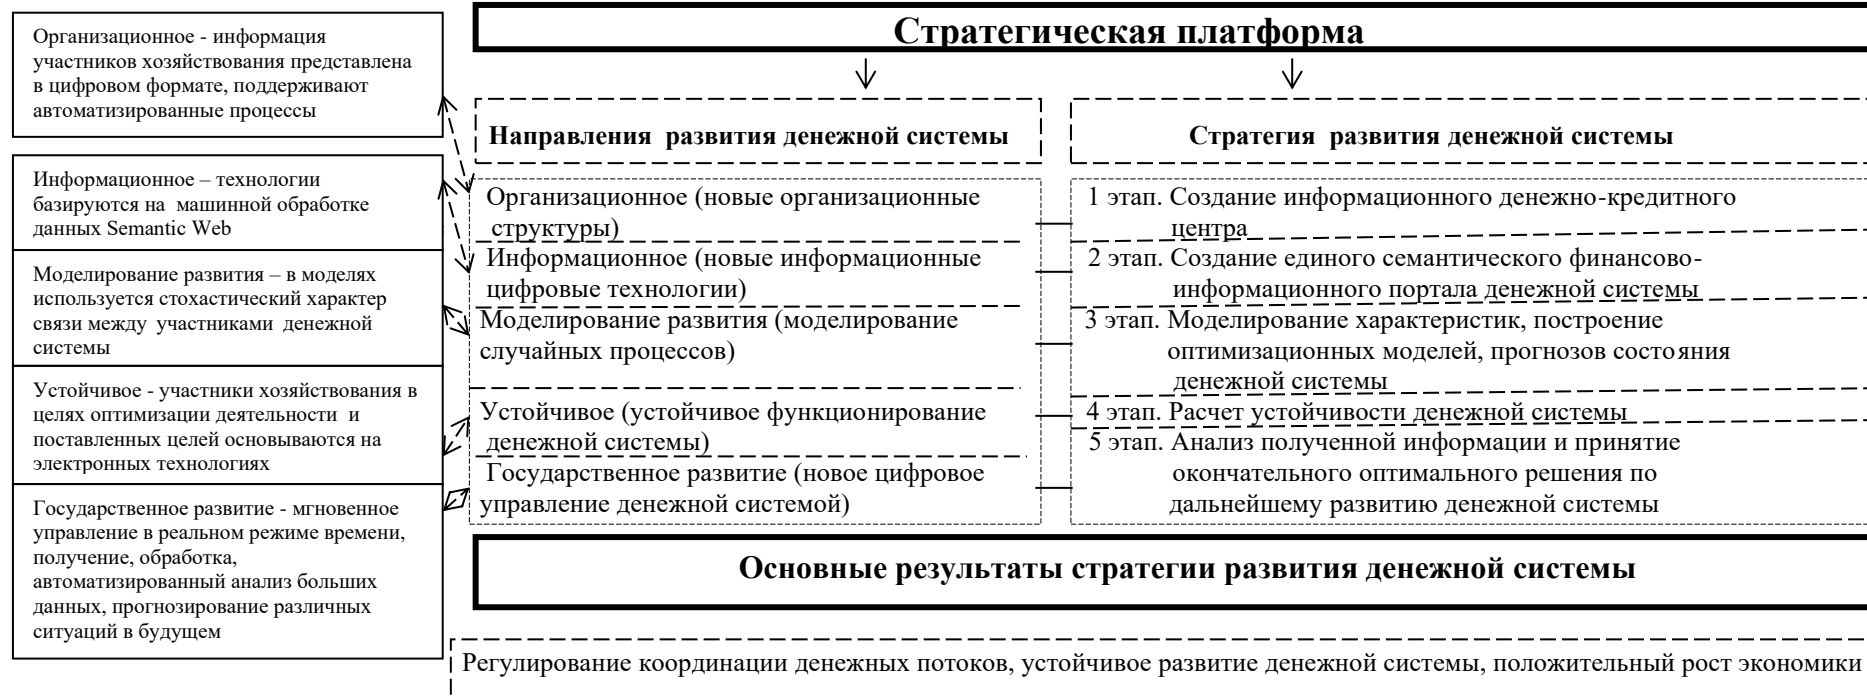 Организационное - информация
участников хозяйствования представлена
в цифровом формате, поддерживают
автоматизированные процессы
Информационное – технологии
базируются на машинной обработке
данных Semantic Web
Моделирование развития – в моделях
используется стохастический характер
связи между участниками денежной
системы
Устойчивое - участники хозяйствования в
целях оптимизации деятельности и
поставленных целей основываются на
электронных технологиях
Государственное развитие - мгновенное
управление в реальном режиме времени,
получение, обработка,
автоматизированный анализ больших
данных, прогнозирование различных
ситуаций в будущем
Стратегическая платформа
Направления развития денежной системы
Организационное (новые организационные
структуры)
Информационное (новые информационные
цифровые технологии)
Моделирование развития (моделирование
случайных процессов)
Устойчивое (устойчивое функционирование
денежной системы)
Государственное развитие (новое цифровое
управление денежной системой)
Стратегия развития денежной системы
1 этап. Создание информационного денежно-кредитного
центра
2 этап. Создание единого семантического финансово-
информационного портала денежной системы
3 этап. Моделирование характеристик, построение
оптимизационных моделей, прогнозов состояния
денежной системы
4 этап. Расчет устойчивости денежной системы
5 этап. Анализ полученной информации и принятие
окончательного оптимального решения по
дальнейшему развитию денежной системы
Основные результаты стратегии развития денежной системы
Регулирование координации денежных потоков, устойчивое развитие денежной системы, положительный рост экономики